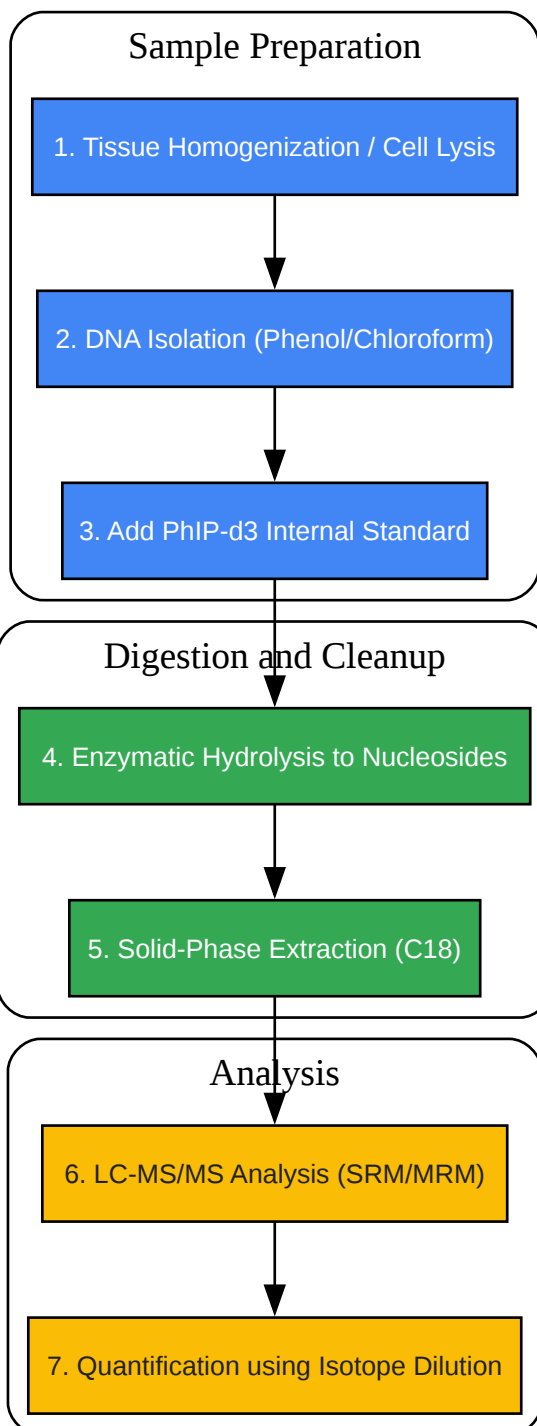 Sample Preparation
1. Tissue Homogenization / Cell Lysis
2. DNA Isolation (Phenol/Chloroform)
3. Add PhIP-d3 Internal Standard
Digestion and Cleanup
4. Enzymatic Hydrolysis to Nucleosides
5. Solid-Phase Extraction (C18)
Analysis
6. LC-MS/MS Analysis (SRM/MRM)
7. Quantification using Isotope Dilution